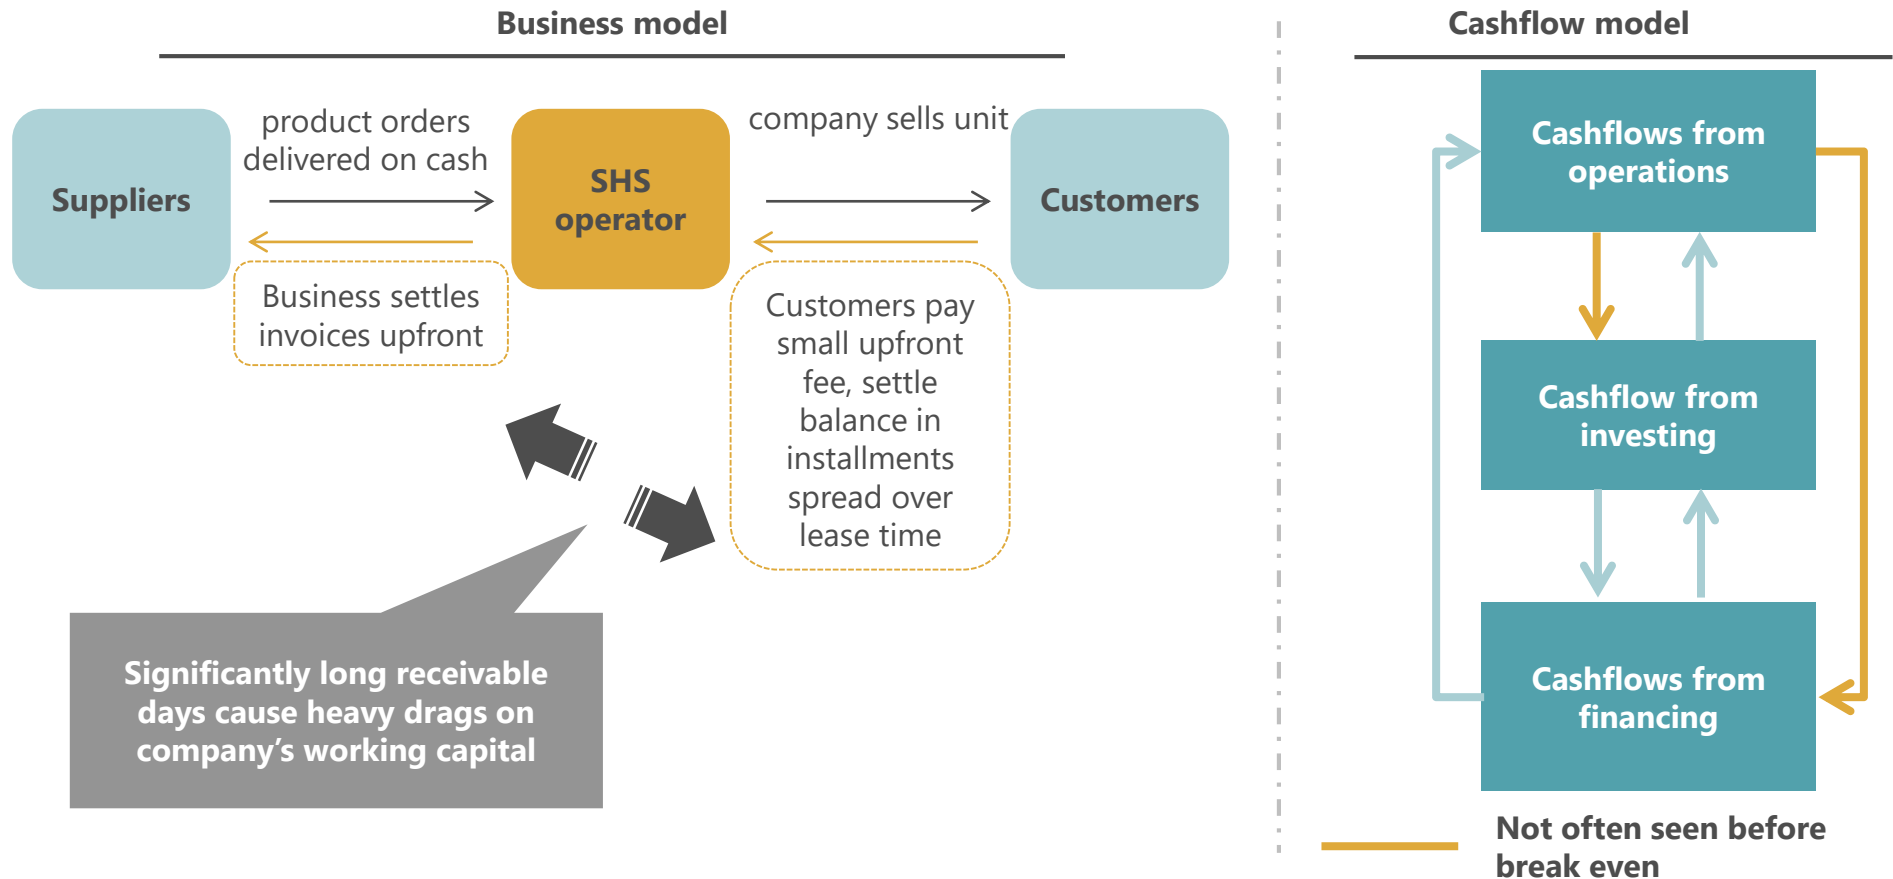 Business model
Suppliers
product orders
delivered on cash
Business settles
invoices upfront
SHS
operator
company sells unit
Customers pay
small upfront
fee, settle
balance in
installments
spread over
lease time
Customers
Significantly long receivable
days cause heavy drags on
company’s working capital
Cashflow model
Cashflows from
operations
Cashflow from
investing
Cashflows from
financing
Not often seen before
break even